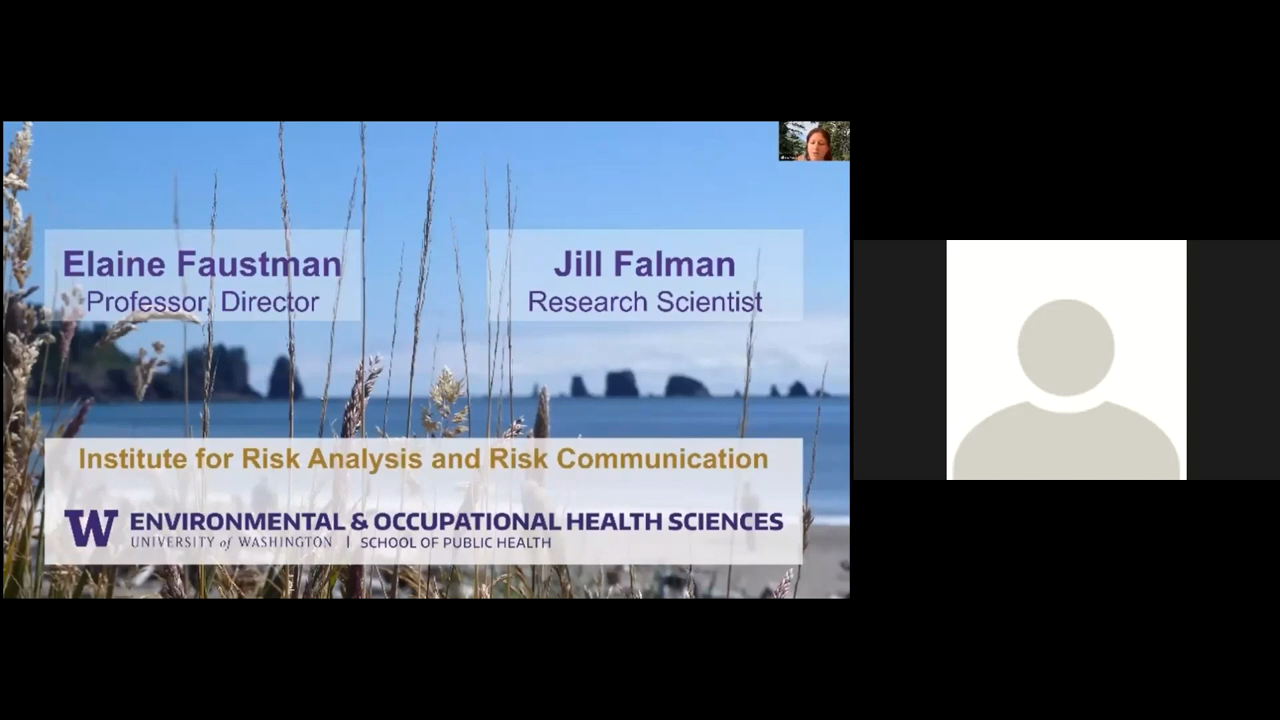 Elaine Faustman
Professor, Director
Jill Falman
Research Scientist
Institute for Risk Analysis and Risk Communication
W ENVIRONMENTAL & OCCUPATIONAL HEALTH SCIENCES
UNIVERSITY of WASHINGTON | SCHOOL OF PUBLIC HEALTH